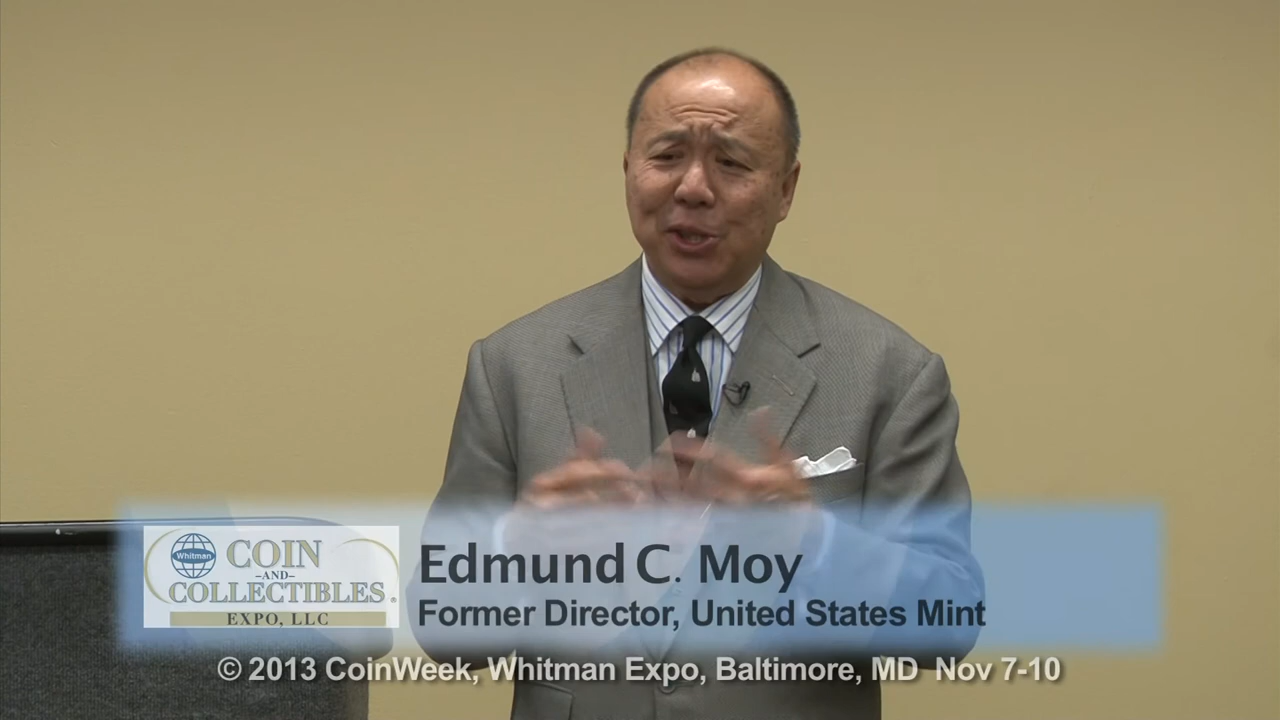 Whitman
COIN
-AND-
COLLECTIBLES®
EXPO, LLC
Edmund C. Moy
Former Director, United States Mint
© 2013 CoinWeek, Whitman Expo, Baltimore, MD Nov 7-10